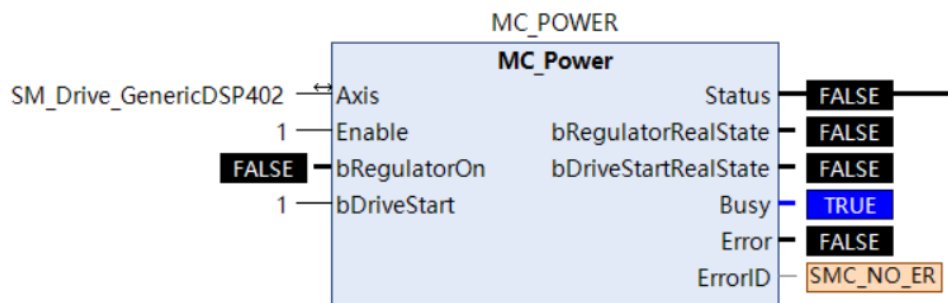 MC_POWER
MC_Power
SM_Drive_GenericDSP402 Axis Status FALSE
1 Enable bRegulatorRealState FALSE
FALSE bRegulatorOn bDriveStartRealState FALSE
1 bDriveStart Busy TRUE
Error FALSE
ErrorID SMC_NO_ER